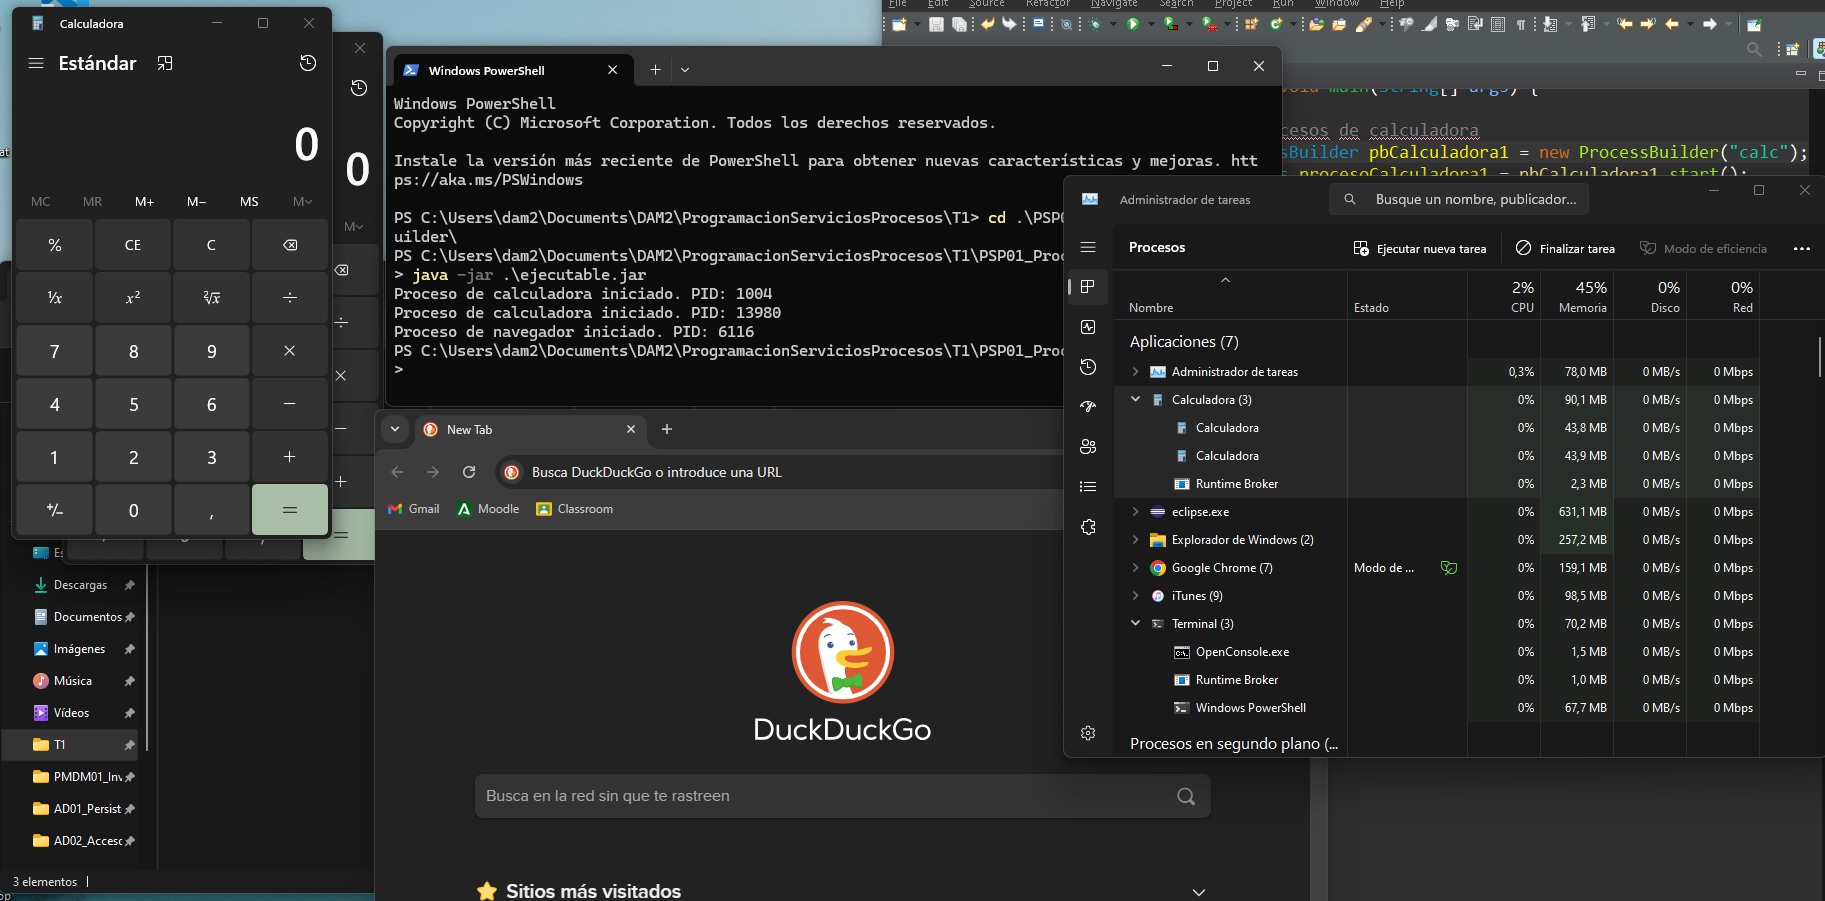 Calculadora
Estándar
0
MC MR M+ M− MS M˅
% CE C
¹/x x² ²√x ÷
7 8 9 ×
4 5 6 −
1 2 3 +
+/− 0 , =
0
M˅
÷
×
−
+
=
Descargas
Documentos
Imágenes
Música
Vídeos
T1
PMDM01_Inv
AD01_Persist
AD02_Acceso
3 elementos
Windows PowerShell
Windows PowerShell
Copyright (C) Microsoft Corporation. Todos los derechos reservados.
Instale la versión más reciente de PowerShell para obtener nuevas características y mejoras. htt
ps://aka.ms/PSWindows
PS C:\Users\dam2\Documents\DAM2\ProgramacionServiciosProcesos\T1> cd .\PSP0
uilder\
PS C:\Users\dam2\Documents\DAM2\ProgramacionServiciosProcesos\T1\PSP01_Pro
> java -jar .\ejecutable.jar
Proceso de calculadora iniciado. PID: 1004
Proceso de calculadora iniciado. PID: 13980
Proceso de navegador iniciado. PID: 6116
PS C:\Users\dam2\Documents\DAM2\ProgramacionServiciosProcesos\T1\PSP01_Pro
>
New Tab
Busca DuckDuckGo o introduce una URL
Gmail Moodle Classroom
DuckDuckGo
Busca en la red sin que te rastreen
Sitios más visitados
File Edit Source Refactor Navigate Search Project Run Window Help
void main(String[] args) {
cesos de calculadora
sBuilder pbCalculadora1 = new ProcessBuilder("calc");
s procesoCalculadora1 = pbCalculadora1.start();
Administrador de tareas
Busque un nombre, publicador...
Procesos
Ejecutar nueva tarea
Finalizar tarea
Modo de eficiencia
2% 45% 0% 0%
Nombre Estado CPU Memoria Disco Red
Aplicaciones (7)
Administrador de tareas 0,3% 78,0 MB 0 MB/s 0 Mbps
Calculadora (3) 0% 90,1 MB 0 MB/s 0 Mbps
Calculadora 0% 43,8 MB 0 MB/s 0 Mbps
Calculadora 0% 43,9 MB 0 MB/s 0 Mbps
Runtime Broker 0% 2,3 MB 0 MB/s 0 Mbps
eclipse.exe 0% 631,1 MB 0 MB/s 0 Mbps
Explorador de Windows (2) 0% 257,2 MB 0 MB/s 0 Mbps
Google Chrome (7) Modo de ... 0% 159,1 MB 0 MB/s 0 Mbps
iTunes (9) 0% 98,5 MB 0 MB/s 0 Mbps
Terminal (3) 0% 70,2 MB 0 MB/s 0 Mbps
OpenConsole.exe 0% 1,5 MB 0 MB/s 0 Mbps
Runtime Broker 0% 1,0 MB 0 MB/s 0 Mbps
Windows PowerShell 0% 67,7 MB 0 MB/s 0 Mbps
Procesos en segundo plano (...